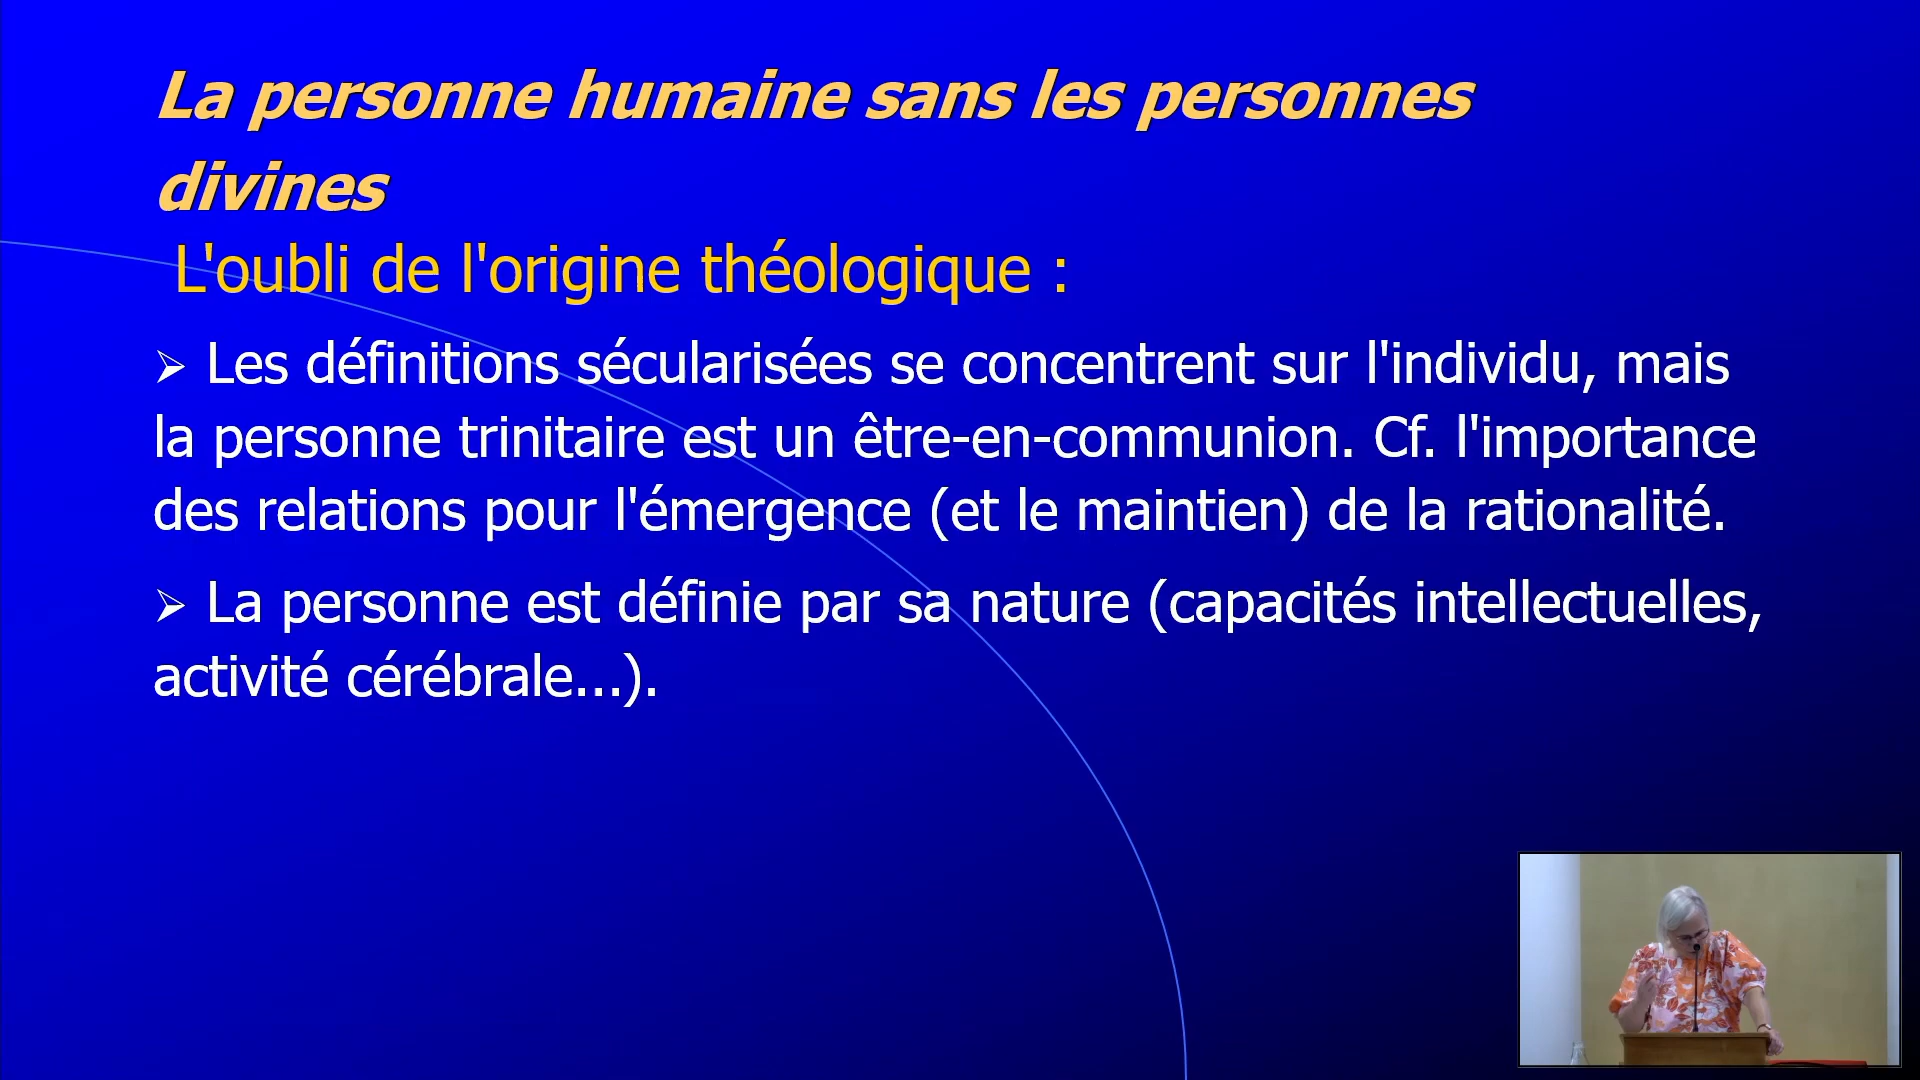 La personne humaine sans les personnes
divines
L'oubli de l'origine théologique :
➢ Les définitions sécularisées se concentrent sur l'individu, mais
la personne trinitaire est un être-en-communion. Cf. l'importance
des relations pour l'émergence (et le maintien) de la rationalité.
➢ La personne est définie par sa nature (capacités intellectuelles,
activité cérébrale...).